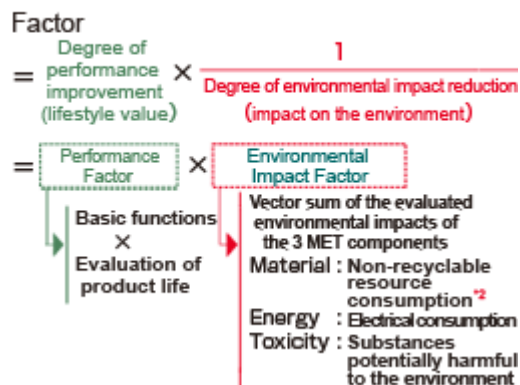 Factor
= Degree of performance improvement (lifestyle value) × 1 / Degree of environmental impact reduction (impact on the environment)
= Performance Factor × Environmental Impact Factor
Basic functions
×
Evaluation of
product life
Vector sum of the evaluated
environmental impacts of
the 3 MET components
Material : Non-recyclable
resource
consumption*2
Energy : Electrical consumption
Toxicity : Substances
potentially harmful
to the environment